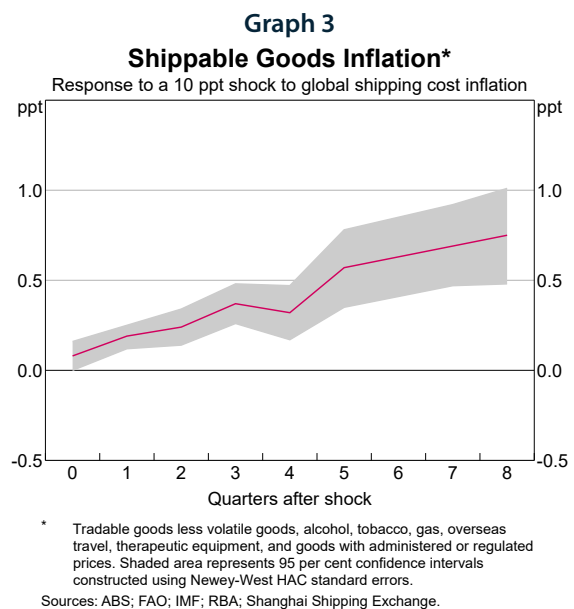 Graph 3
Shippable Goods Inflation*
Response to a 10 ppt shock to global shipping cost inflation
ppt ppt
1.0 1.0
0.5 0.5
0.0 0.0
-0.5 -0.5
0 1 2 3 4 5 6 7 8
Quarters after shock
* Tradable goods less volatile goods, alcohol, tobacco, gas, overseas
travel, therapeutic equipment, and goods with administered or regulated
prices. Shaded area represents 95 per cent confidence intervals
constructed using Newey-West HAC standard errors.
Sources: ABS; FAO; IMF; RBA; Shanghai Shipping Exchange.